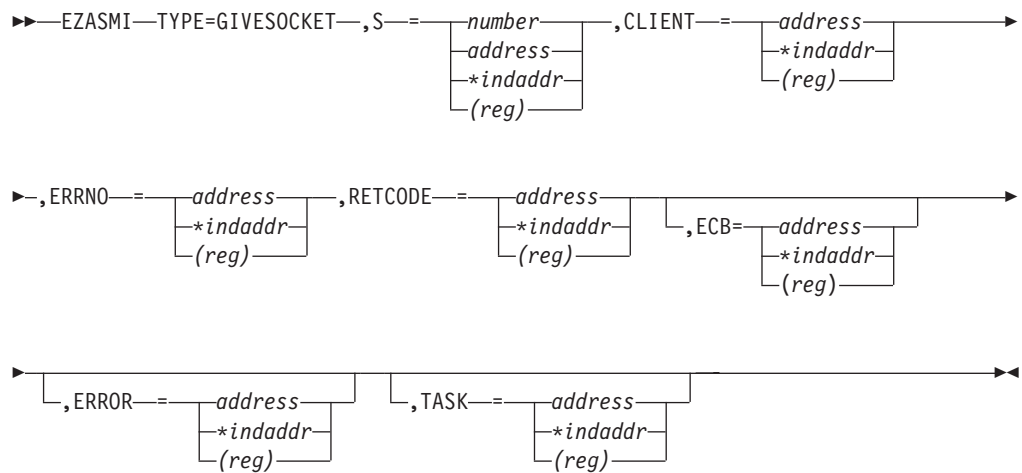 EZASMI TYPE=GIVESOCKET ,S = number ,CLIENT = address
address *indaddr
*indaddr (reg)
(reg)
,ERRNO = address ,RETCODE = address
*indaddr *indaddr ,ECB= address
(reg) (reg) *indaddr
(reg)
,ERROR = address ,TASK = address
*indaddr *indaddr
(reg) (reg)